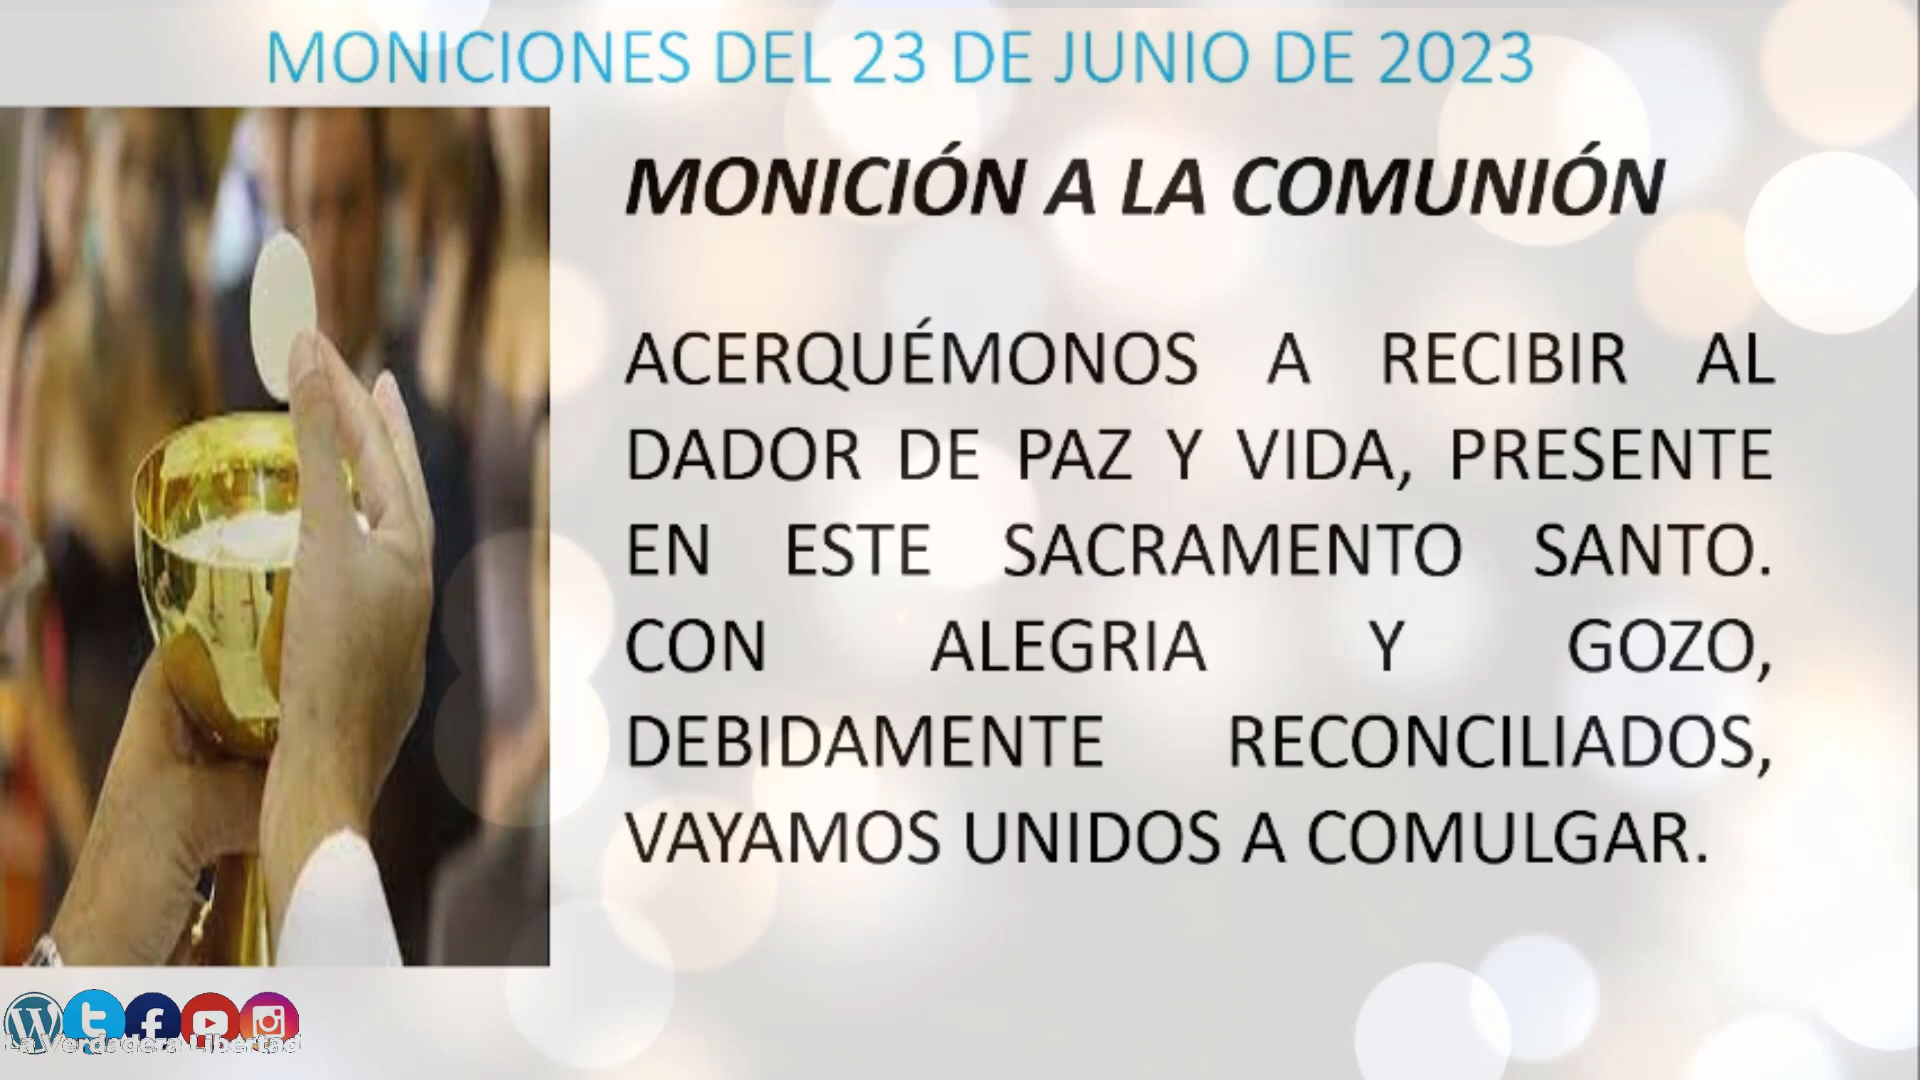 MONICIONES DEL 23 DE JUNIO DE 2023
MONICIÓN A LA COMUNIÓN
ACERQUÉMONOS A RECIBIR AL
DADOR DE PAZ Y VIDA, PRESENTE
EN ESTE SACRAMENTO SANTO.
CON ALEGRIA Y GOZO,
DEBIDAMENTE RECONCILIADOS,
VAYAMOS UNIDOS A COMULGAR.
La Verdadera Libertad